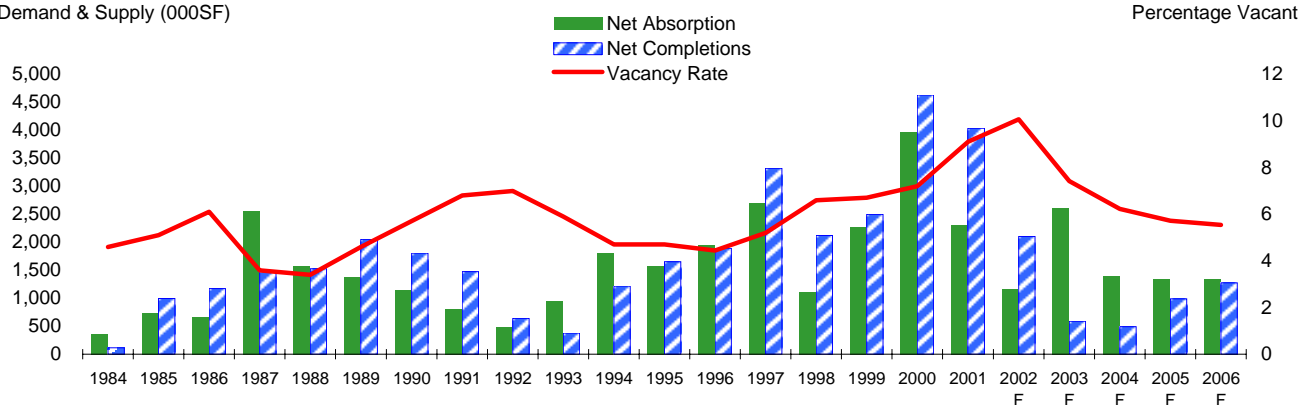 Demand & Supply (000SF)
Percentage Vacant
Net Absorption
Net Completions
Vacancy Rate
5,000
4,500
4,000
3,500
3,000
2,500
2,000
1,500
1,000
500
0
12
10
8
6
4
2
0
1984 1985 1986 1987 1988 1989 1990 1991 1992 1993 1994 1995 1996 1997 1998 1999 2000 2001 2002 2003 2004 2005 2006
F F F F F